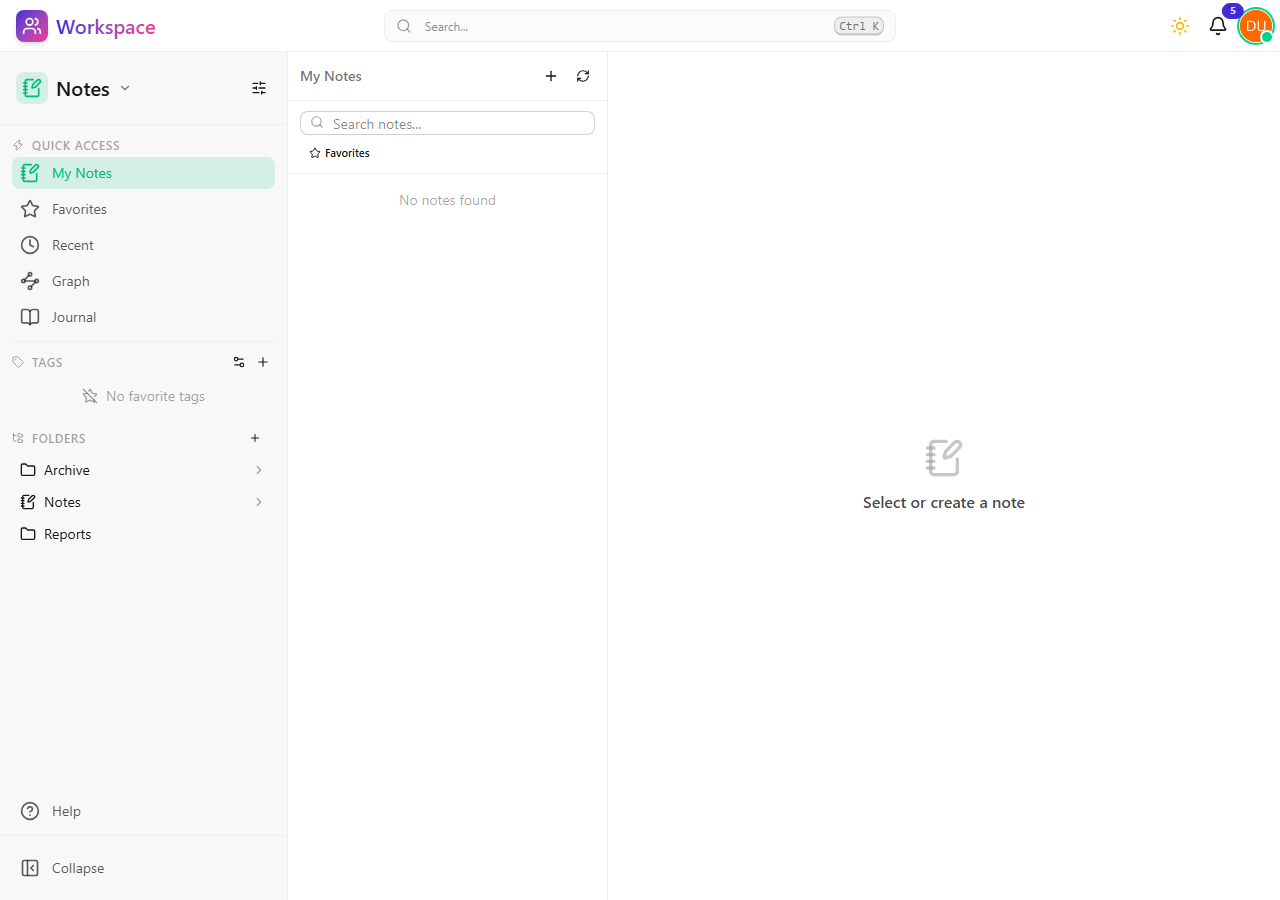 Workspace
Search...
Ctrl K
5
DU
Notes
QUICK ACCESS
My Notes
Favorites
Recent
Graph
Journal
TAGS
No favorite tags
FOLDERS
Archive
Notes
Reports
Help
Collapse
My Notes
Search notes...
Favorites
No notes found
Select or create a note